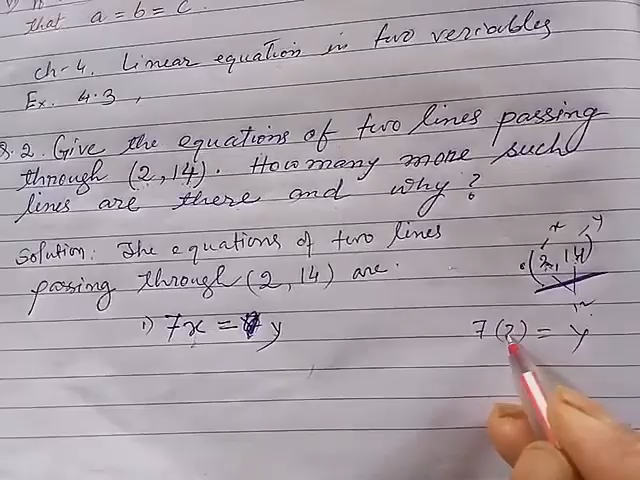 that a = b = c.
ch-4. Linear equation in two veriables
Ex. 4.3,
2. Give the equations of two lines passing
through (2, 14). How many more such
lines are there and why?
Solution: The equations of two lines
passing through (2, 14) are.
x y
(2, 14)
i) 7x = y
7(2) = y